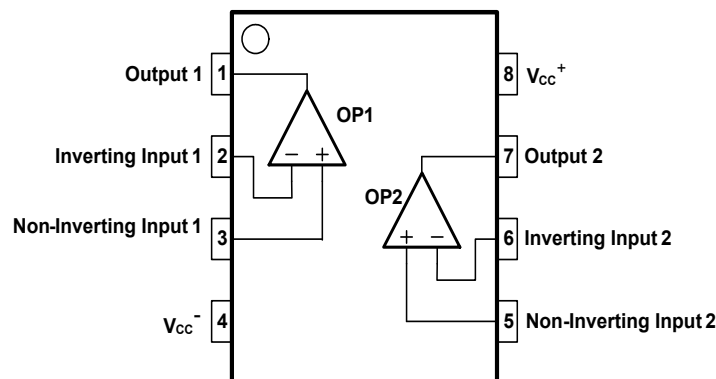 Output 1
1
Inverting Input 1
2
Non-Inverting Input 1
3
Vcc-
4
OP1
− +
OP2
+ −
8
Vcc+
7
Output 2
6
Inverting Input 2
5
Non-Inverting Input 2